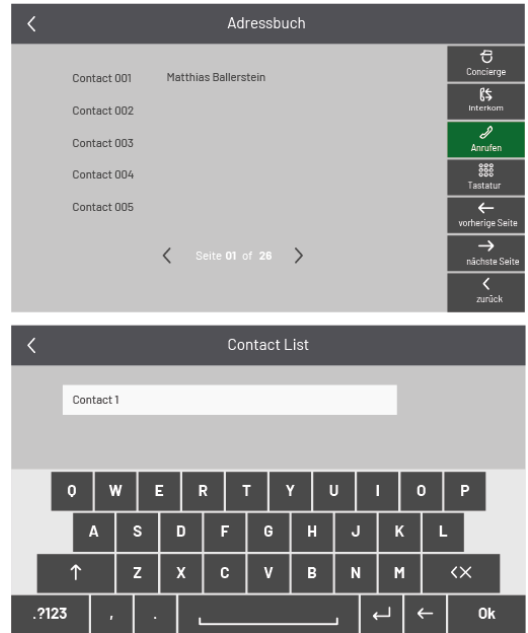 Adressbuch
Contact 001 Matthias Ballerstein
Contact 002
Contact 003
Contact 004
Contact 005
Seite 01 of 26
Concierge
Interkom
Anrufen
Tastatur
vorherige Seite
nächste Seite
zurück
Contact List
Contact 1
Q W E R T Y U I O P
A S D F G H J K L
Z X C V B N M
.?123 , . Ok